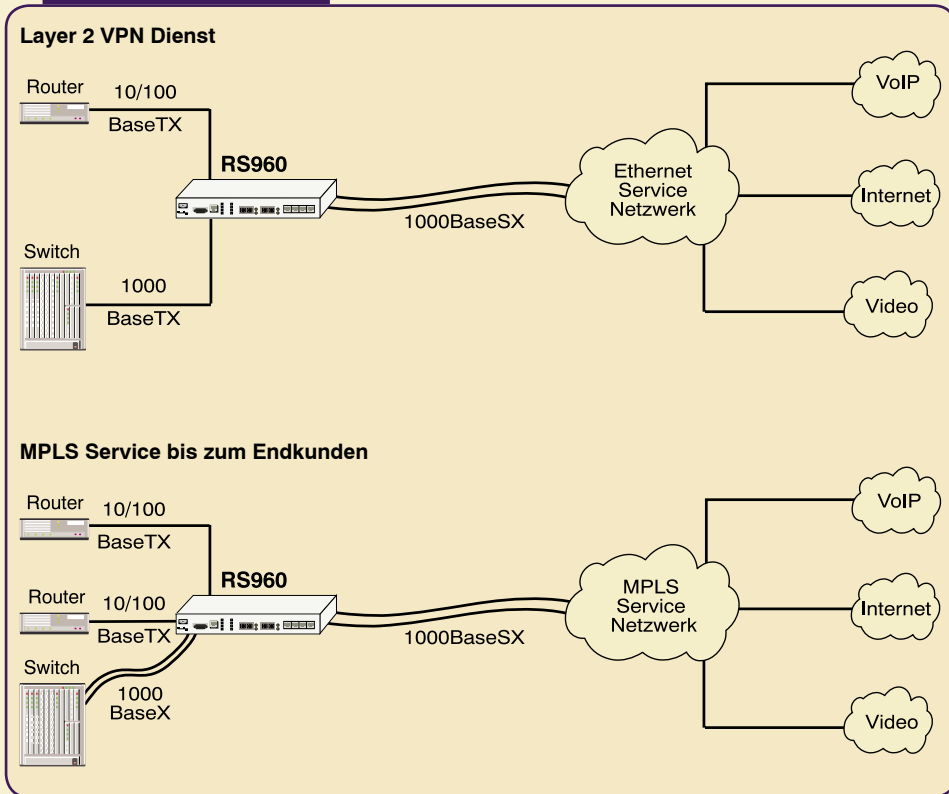 Layer 2 VPN Dienst
Router
10/100
BaseTX
RS960
Switch
1000
BaseTX
1000BaseSX
Ethernet
Service
Netzwerk
VoIP
Internet
Video
MPLS Service bis zum Endkunden
Router
10/100
BaseTX
RS960
Router
10/100
BaseTX
Switch
1000
BaseX
1000BaseSX
MPLS
Service
Netzwerk
VoIP
Internet
Video